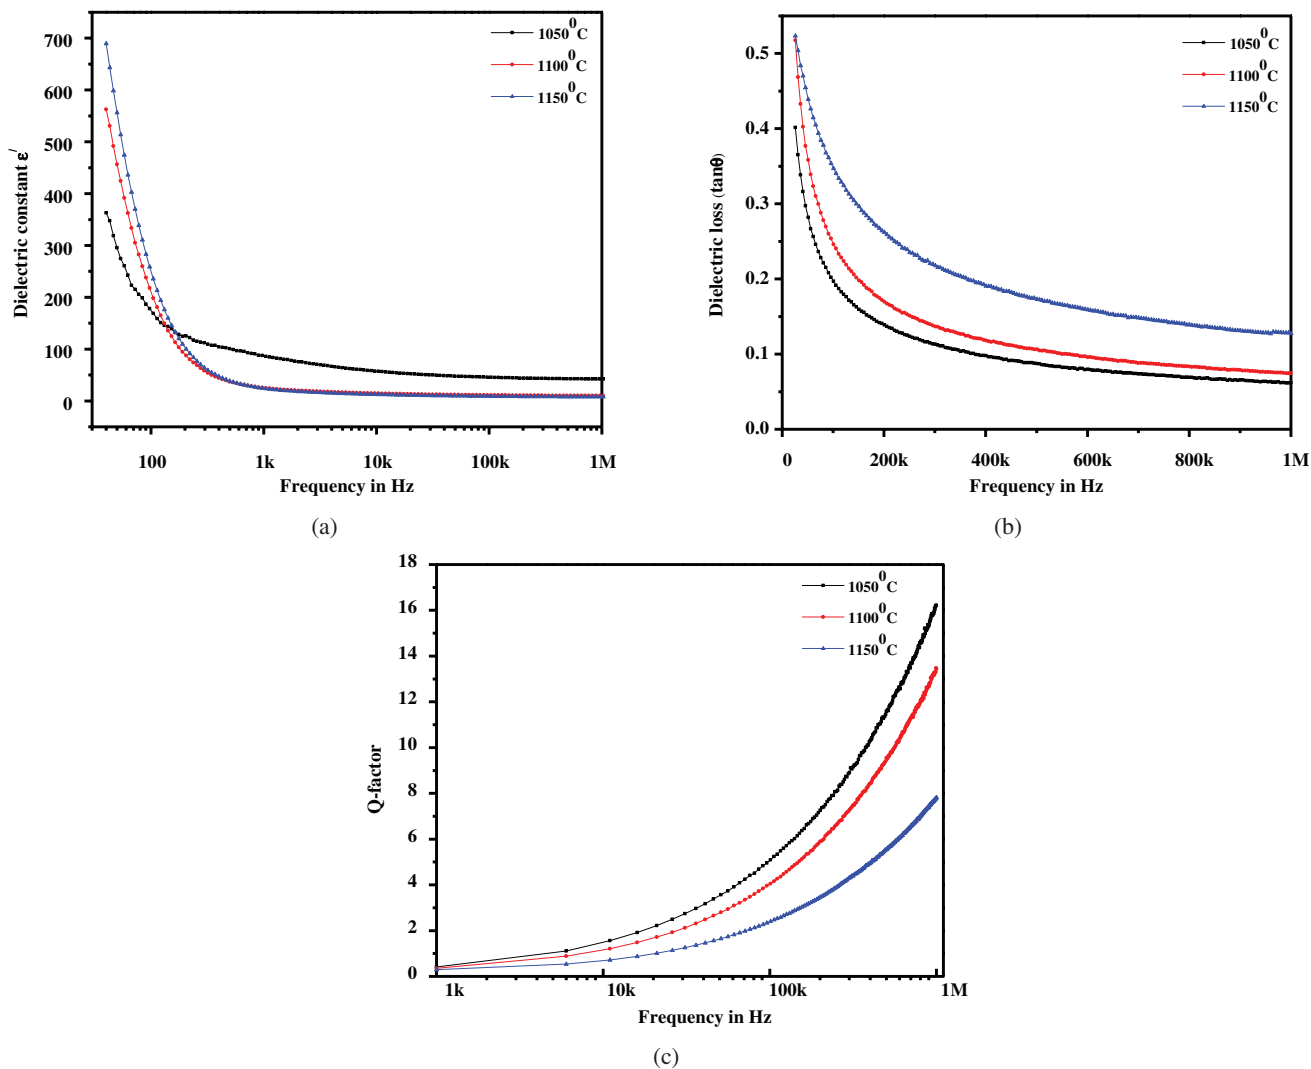 700
600
500
400
300
200
100
0
Dielectric constant ε/
1050⁰C
1100⁰C
1150⁰C
100 1k 10k 100k 1M
Frequency in Hz
(a)
0.5
0.4
0.3
0.2
0.1
0.0
Dielectric loss (tanθ)
1050⁰C
1100⁰C
1150⁰C
0 200k 400k 600k 800k 1M
Frequency in Hz
(b)
18
16
14
12
10
8
6
4
2
0
Q-factor
1050⁰C
1100⁰C
1150⁰C
1k 10k 100k 1M
Frequency in Hz
(c)